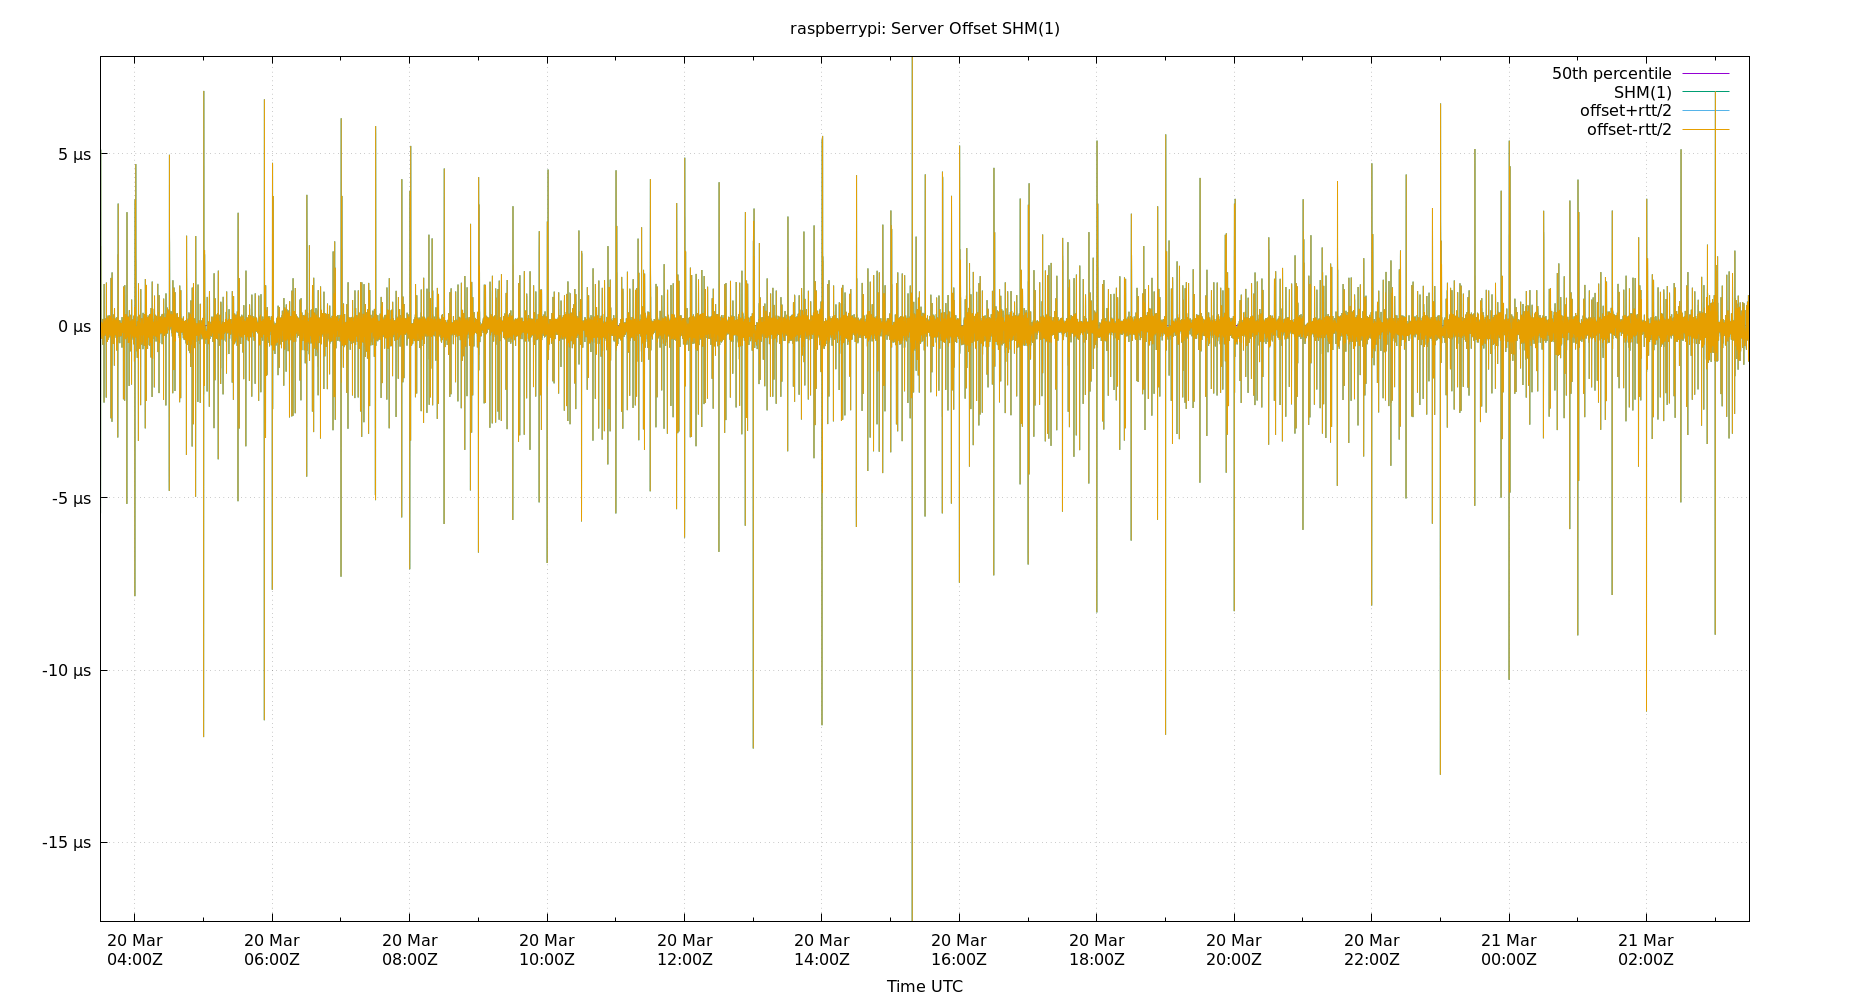 raspberrypi: Server Offset SHM(1)
50th percentile
SHM(1)
offset+rtt/2
offset-rtt/2
5 µs
0 µs
-5 µs
-10 µs
-15 µs
20 Mar 20 Mar 20 Mar 20 Mar 20 Mar 20 Mar 20 Mar 20 Mar 20 Mar 20 Mar 21 Mar 21 Mar
04:00Z 06:00Z 08:00Z 10:00Z 12:00Z 14:00Z 16:00Z 18:00Z 20:00Z 22:00Z 00:00Z 02:00Z
Time UTC